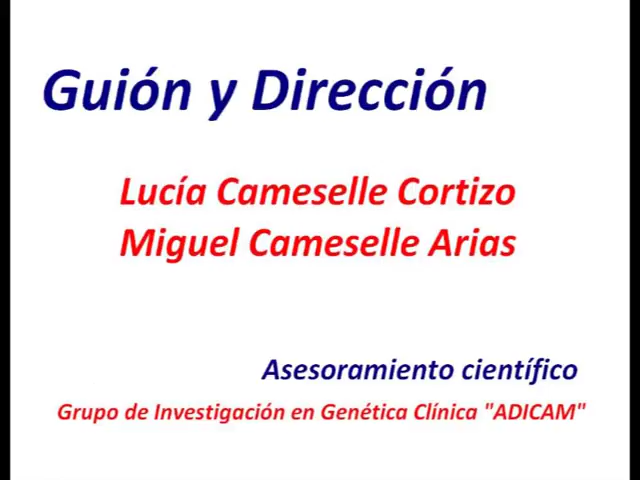 Guión y Dirección
Lucía Cameselle Cortizo
Miguel Cameselle Arias
Asesoramiento científico
Grupo de Investigación en Genética Clínica "ADICAM"